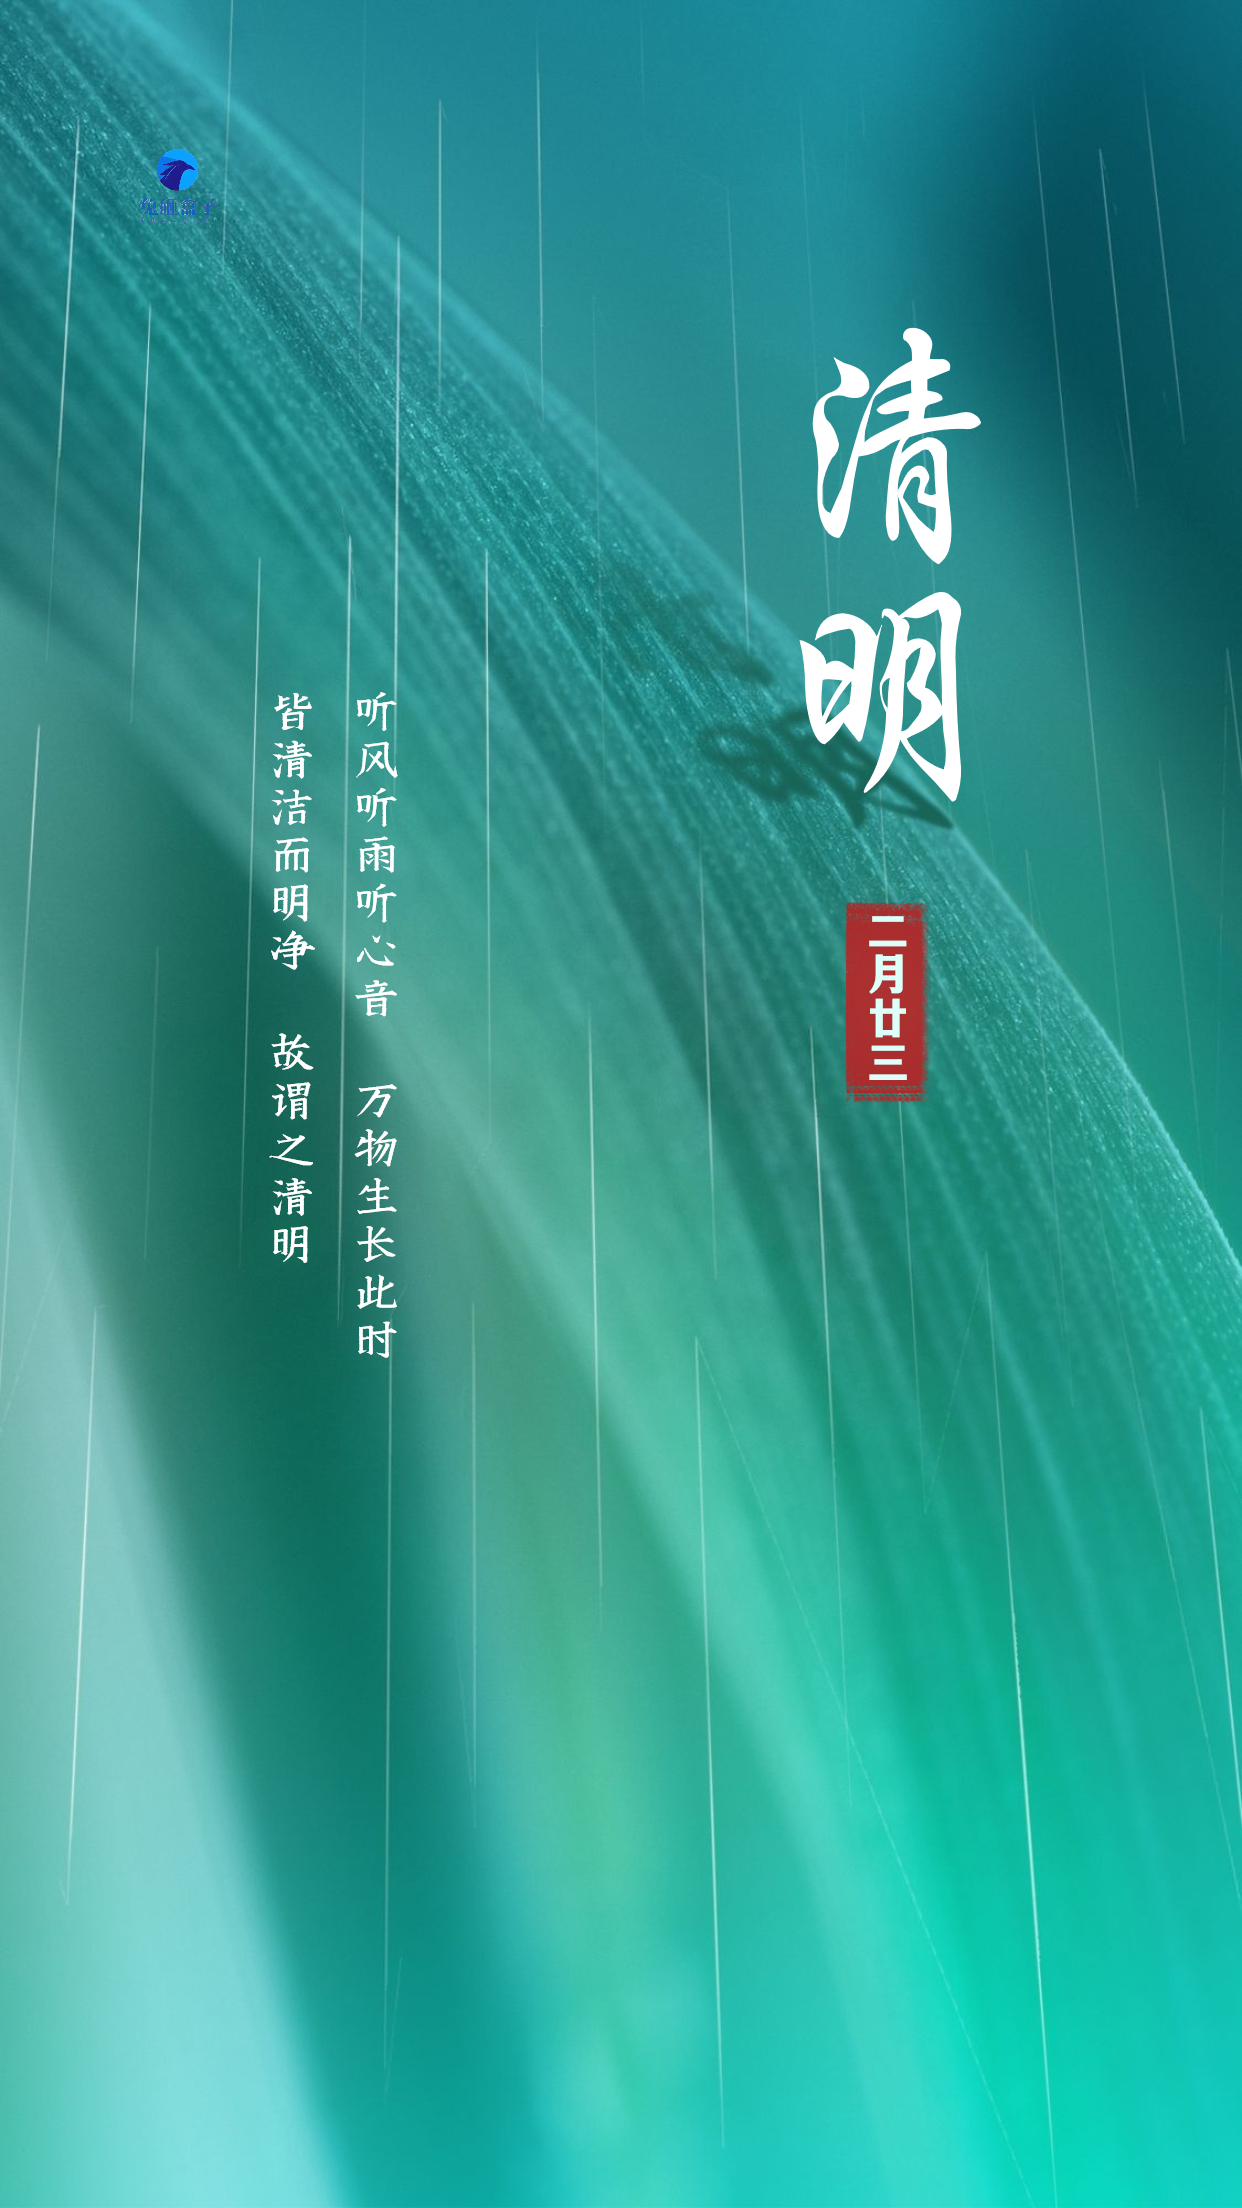 清明
二月廿三
听风听雨听心音 万物生长此时
皆清洁而明净 故谓之清明